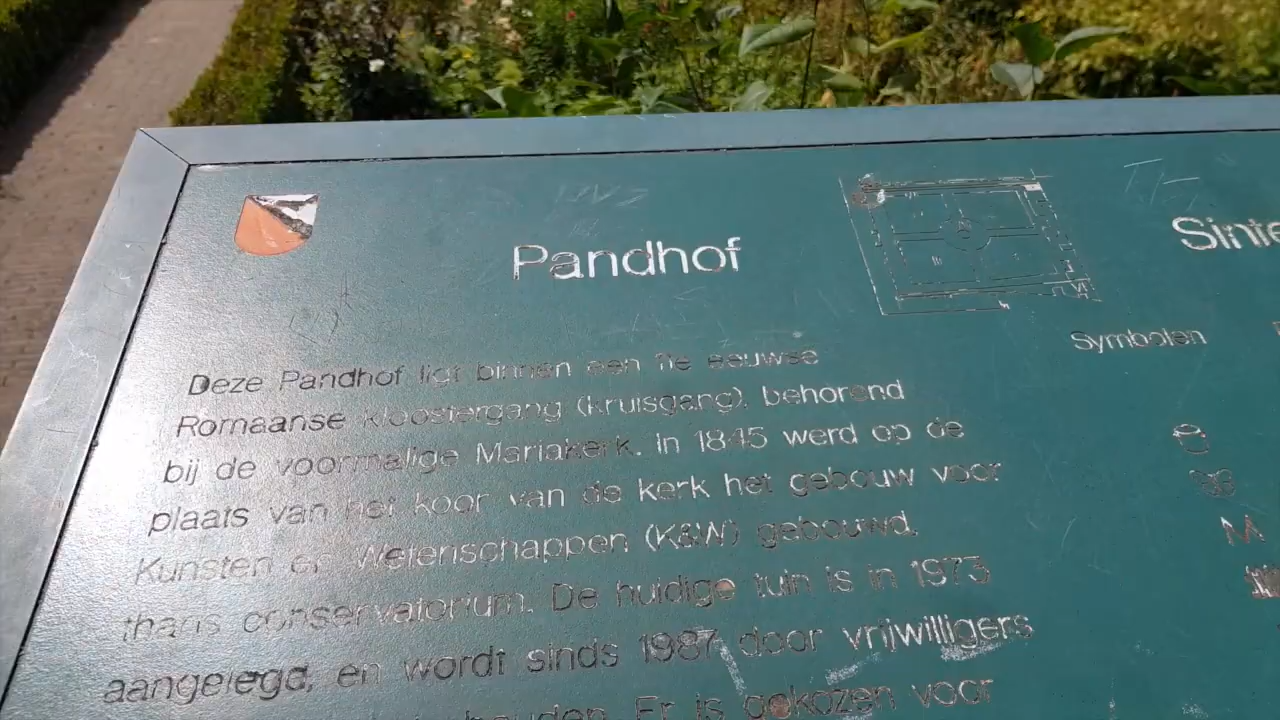 Pandhof
Sinte
Symbolen
Deze Pandhof ligt binnen een 11e eeuwse
Romaanse kloostergang (kruisgang), behorend
bij de voormalige Mariakerk. In 1845 werd op de
plaats van het koor van de kerk het gebouw voor
Kunsten en Wetenschappen (K&W) gebouwd,
thans conservatorium. De huidige tuin is in 1973
aangelegd, en wordt sinds 1987 door vrijwilligers
Er is gekozen voor
M